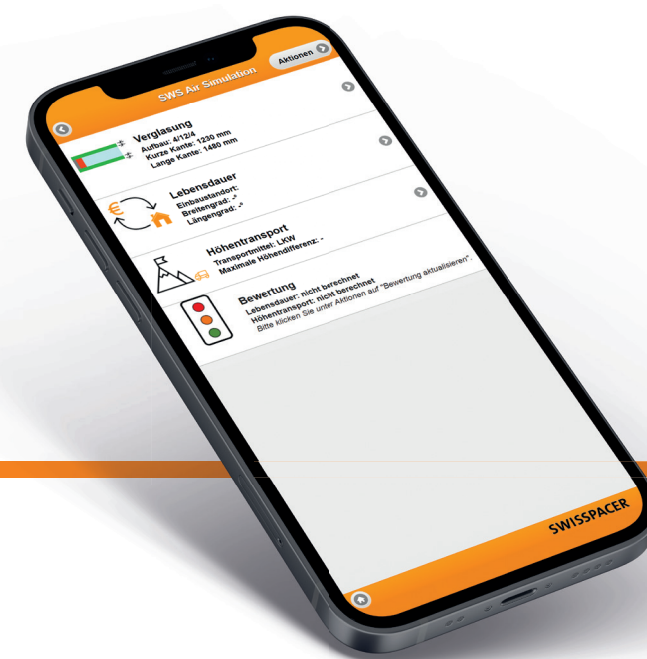 SWS Air Simulation
Aktionen
Verglasung
Aufbau: 4/12/4
Kurze Kante: 1230 mm
Lange Kante: 1480 mm
€
Lebensdauer
Einbaustandort:
Breitengrad: -°
Längengrad: -°
Höhentransport
Transportmittel: LKW
Maximale Höhendifferenz: -
Bewertung
Lebensdauer: nicht berechnet
Höhentransport: nicht berechnet
Bitte klicken Sie unter Aktionen auf "Bewertung aktualisieren".
SWISSPACER